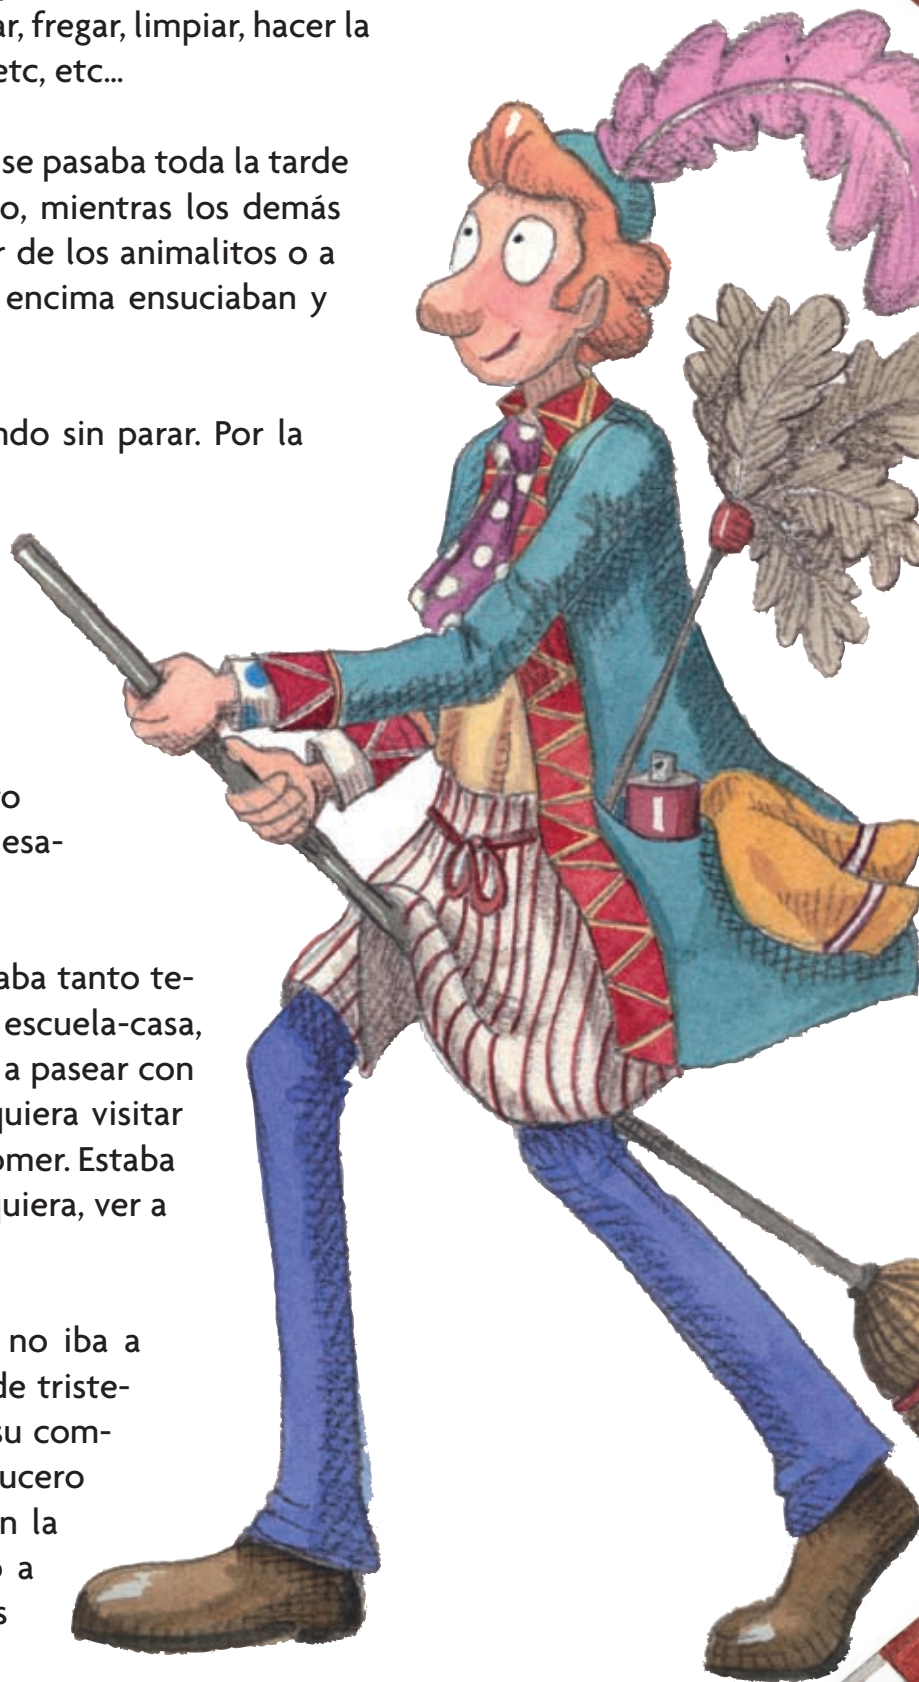 ar, fregar, limpiar, hacer la
etc, etc...
se pasaba toda la tarde
o, mientras los demás
r de los animalitos o a
encima ensuciaban y
ndo sin parar. Por la
ro
esa-
aba tanto te-
escuela-casa,
a pasear con
quiera visitar
omer. Estaba
quiera, ver a
no iba a
de triste-
su com-
ucero
n la
o a
s
1